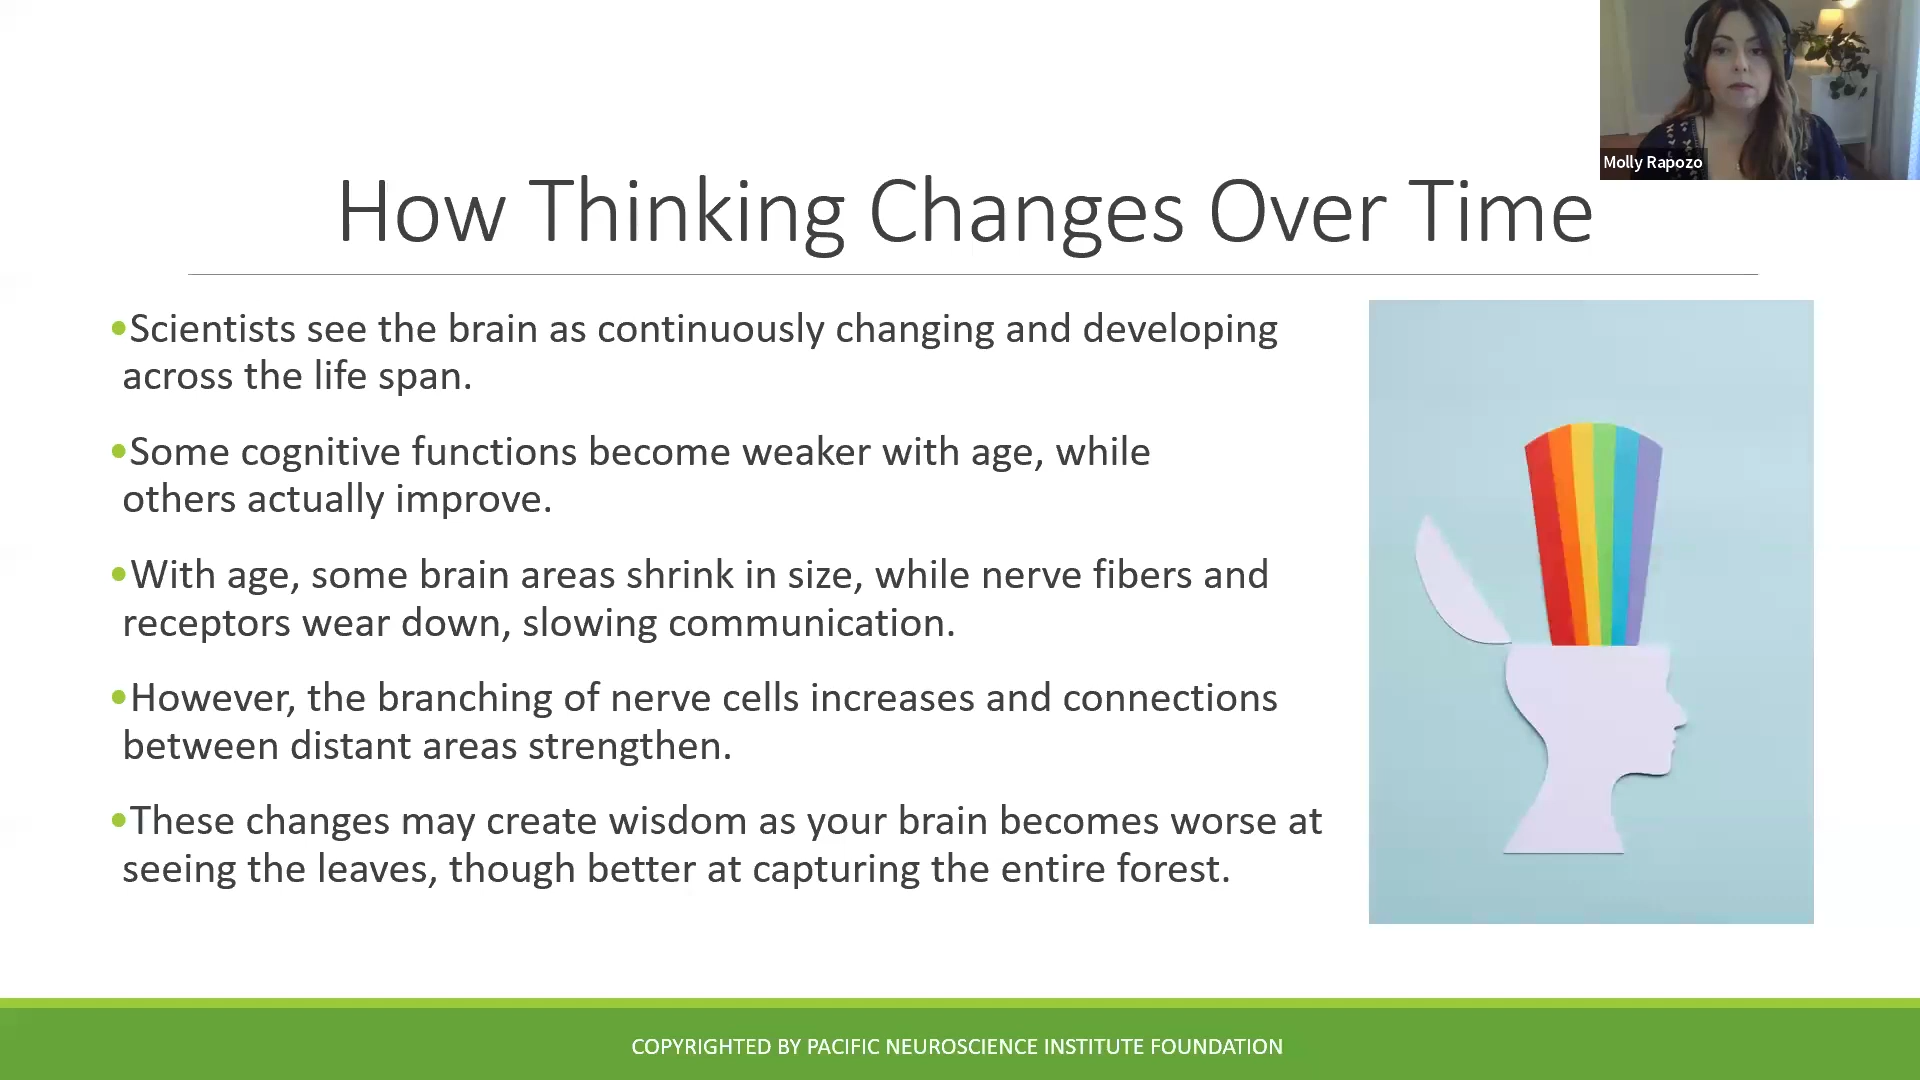 Molly Rapozo
How Thinking Changes Over Time
•Scientists see the brain as continuously changing and developing
across the life span.
•Some cognitive functions become weaker with age, while
others actually improve.
•With age, some brain areas shrink in size, while nerve fibers and
receptors wear down, slowing communication.
•However, the branching of nerve cells increases and connections
between distant areas strengthen.
•These changes may create wisdom as your brain becomes worse at
seeing the leaves, though better at capturing the entire forest.
COPYRIGHTED BY PACIFIC NEUROSCIENCE INSTITUTE FOUNDATION